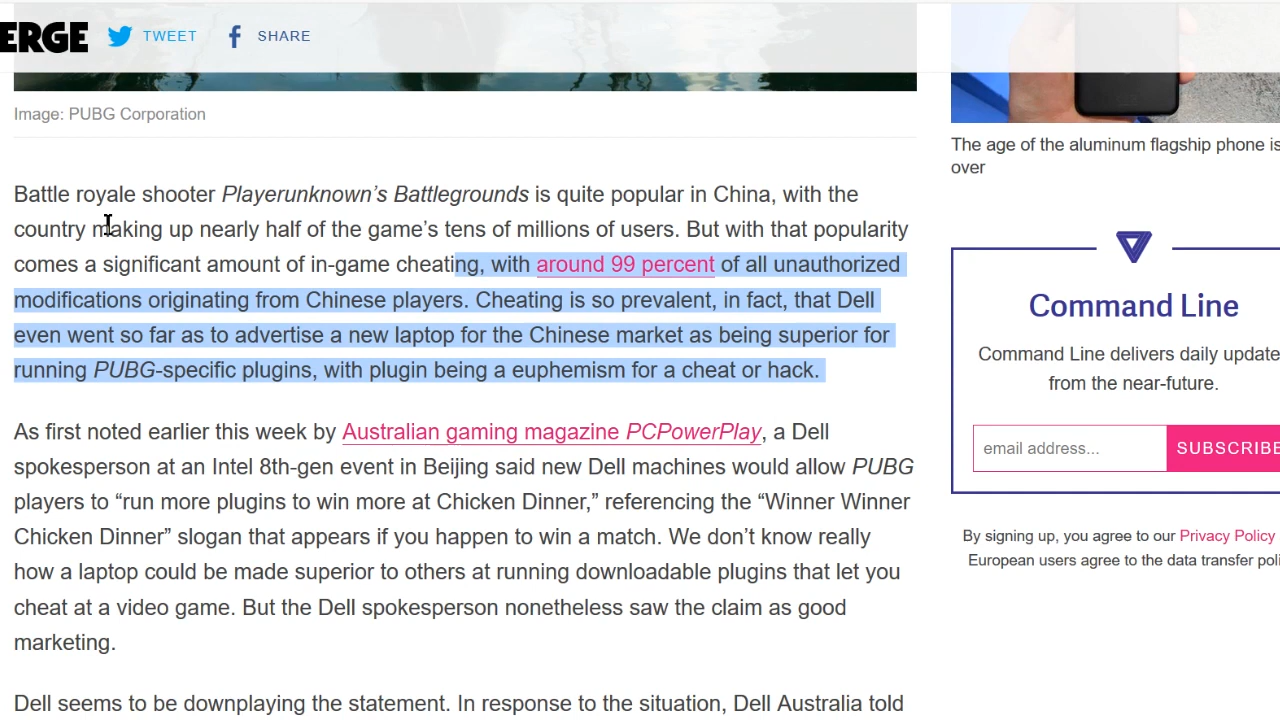 ERGE TWEET SHARE
Image: PUBG Corporation
Battle royale shooter Playerunknown’s Battlegrounds is quite popular in China, with the
country making up nearly half of the game’s tens of millions of users. But with that popularity
comes a significant amount of in-game cheating, with around 99 percent of all unauthorized
modifications originating from Chinese players. Cheating is so prevalent, in fact, that Dell
even went so far as to advertise a new laptop for the Chinese market as being superior for
running PUBG-specific plugins, with plugin being a euphemism for a cheat or hack.
As first noted earlier this week by Australian gaming magazine PCPowerPlay, a Dell
spokesperson at an Intel 8th-gen event in Beijing said new Dell machines would allow PUBG
players to “run more plugins to win more at Chicken Dinner,” referencing the “Winner Winner
Chicken Dinner” slogan that appears if you happen to win a match. We don’t know really
how a laptop could be made superior to others at running downloadable plugins that let you
cheat at a video game. But the Dell spokesperson nonetheless saw the claim as good
marketing.
Dell seems to be downplaying the statement. In response to the situation, Dell Australia told
The age of the aluminum flagship phone is
over
Command Line
Command Line delivers daily update
from the near-future.
email address... SUBSCRIBE
By signing up, you agree to our Privacy Policy
European users agree to the data transfer poli